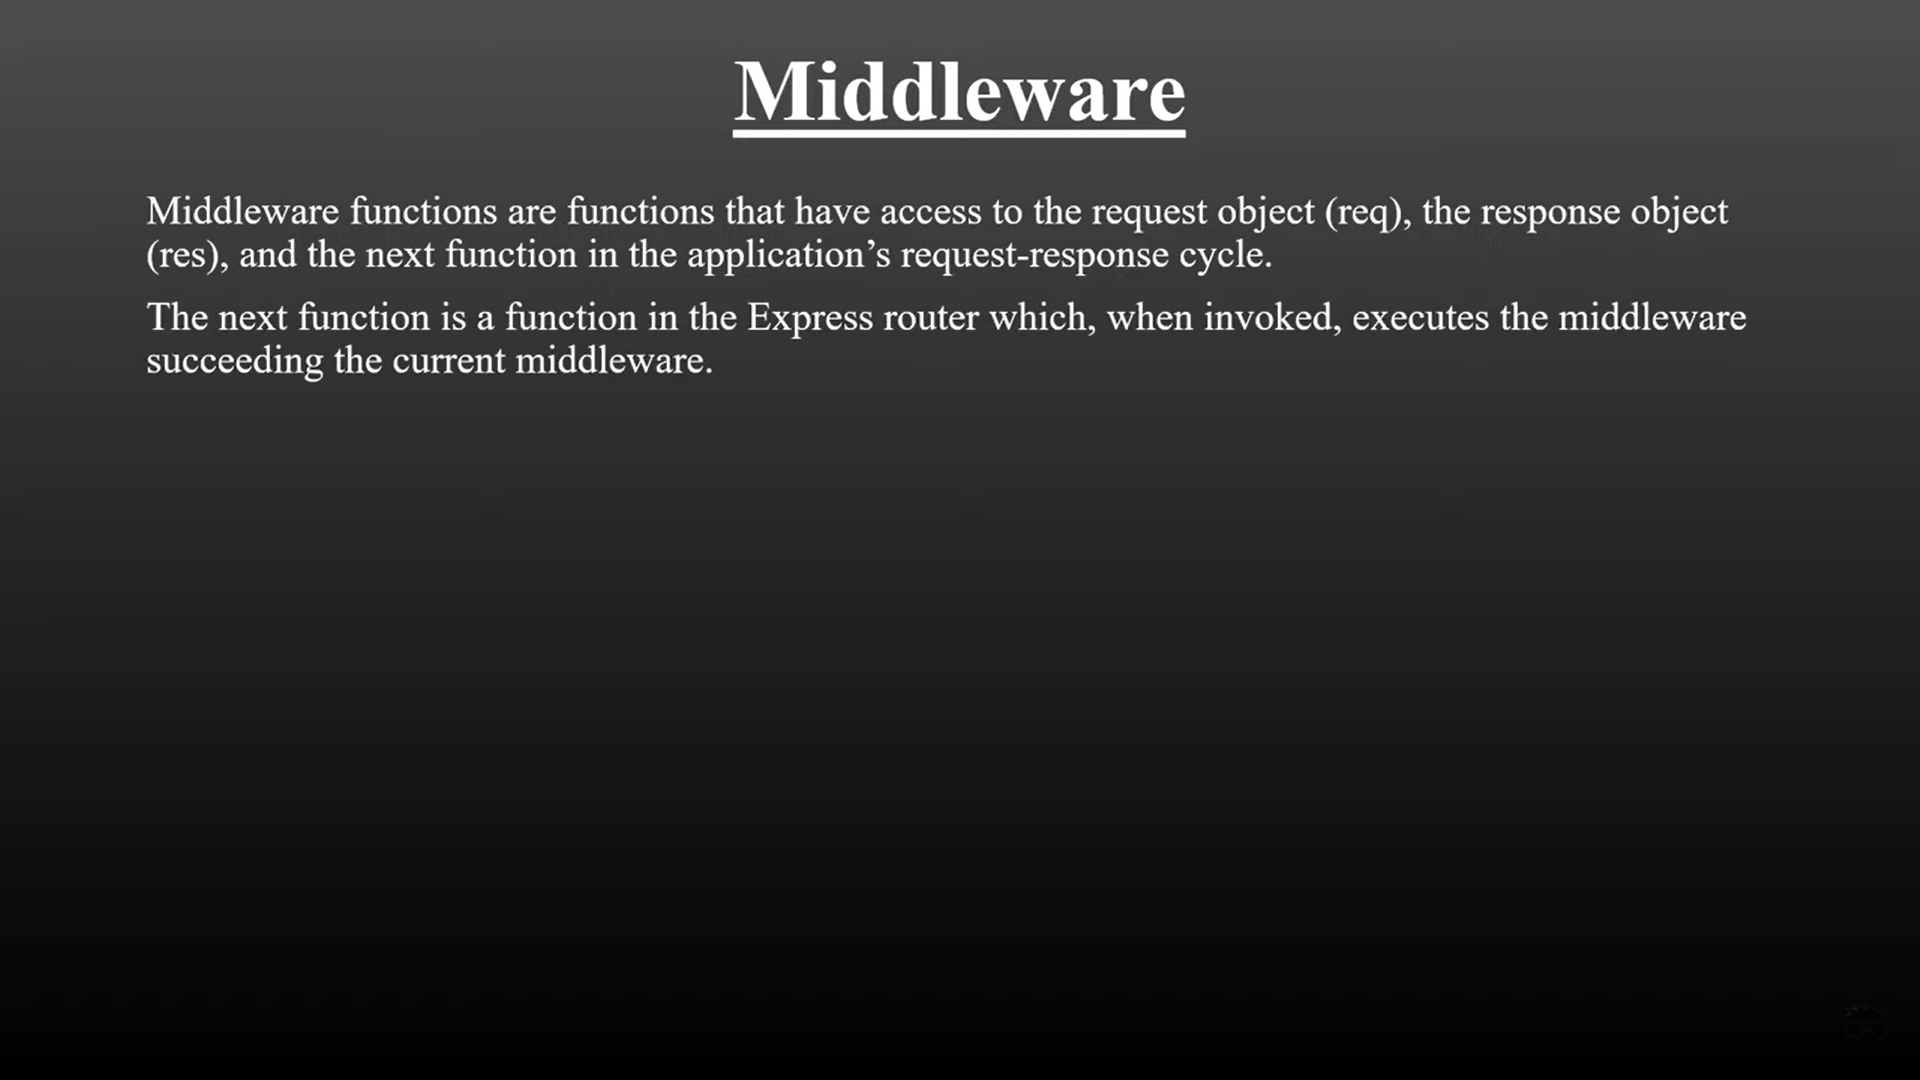 Middleware
Middleware functions are functions that have access to the request object (req), the response object
(res), and the next function in the application’s request-response cycle.
The next function is a function in the Express router which, when invoked, executes the middleware
succeeding the current middleware.